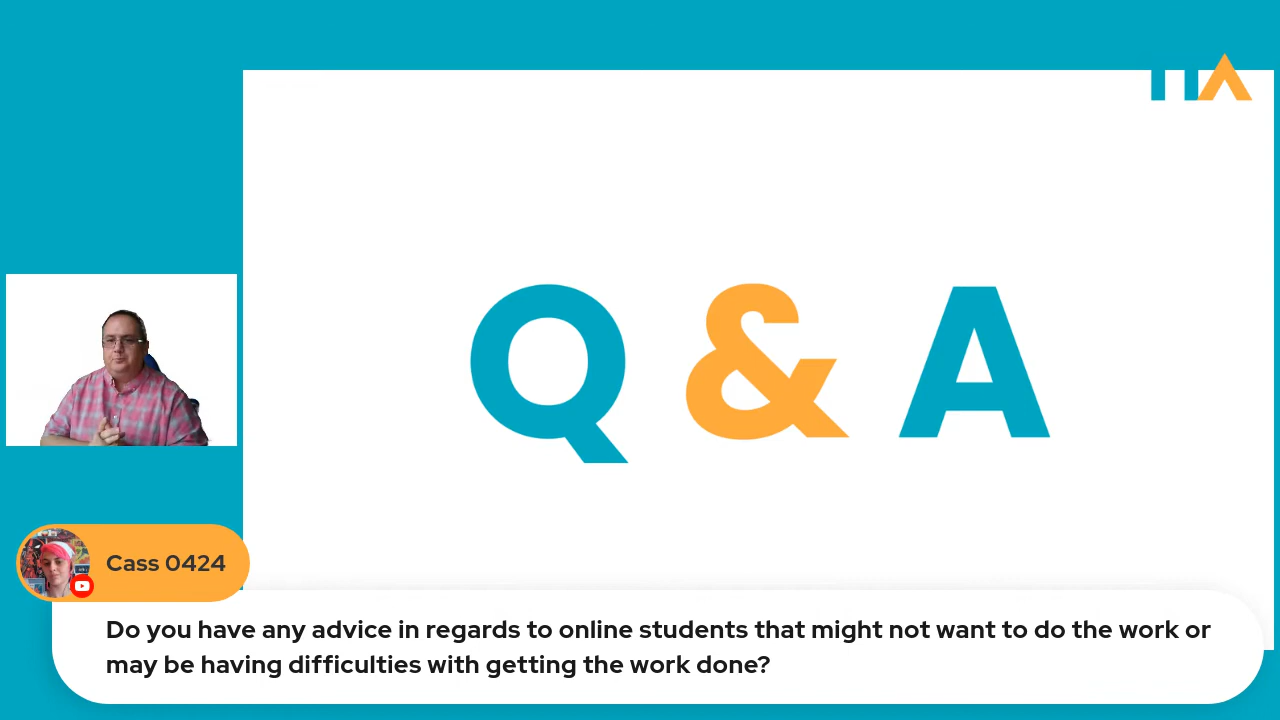 Q & A
Cass 0424
Do you have any advice in regards to online students that might not want to do the work or
may be having difficulties with getting the work done?